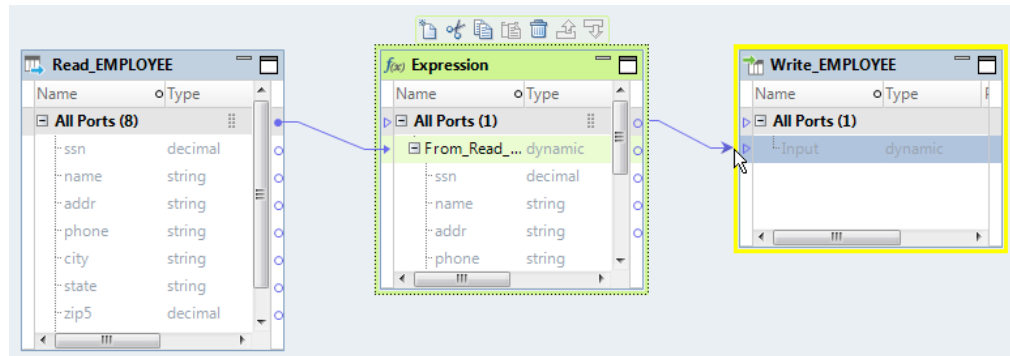 Read_EMPLOYEE
Name Type
All Ports (8)
ssn decimal
name string
addr string
phone string
city string
state string
zip5 decimal
f(x) Expression
Name Type
All Ports (1)
From_Read_... dynamic
ssn decimal
name string
addr string
phone string
Write_EMPLOYEE
Name Type
All Ports (1)
Input dynamic